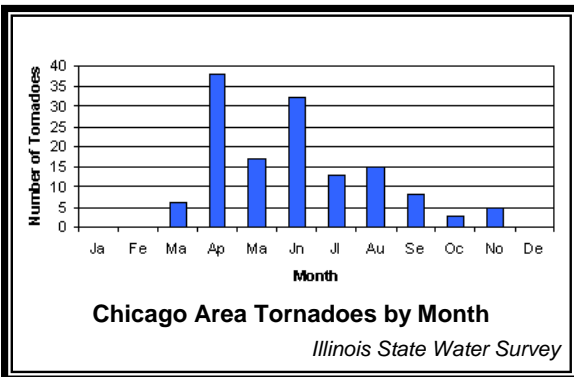 Number of Tornadoes
40
35
30
25
20
15
10
5
0
Ja Fe Ma Ap Ma Jn Jl Au Se Oc No De
Month
Chicago Area Tornadoes by Month
Illinois State Water Survey